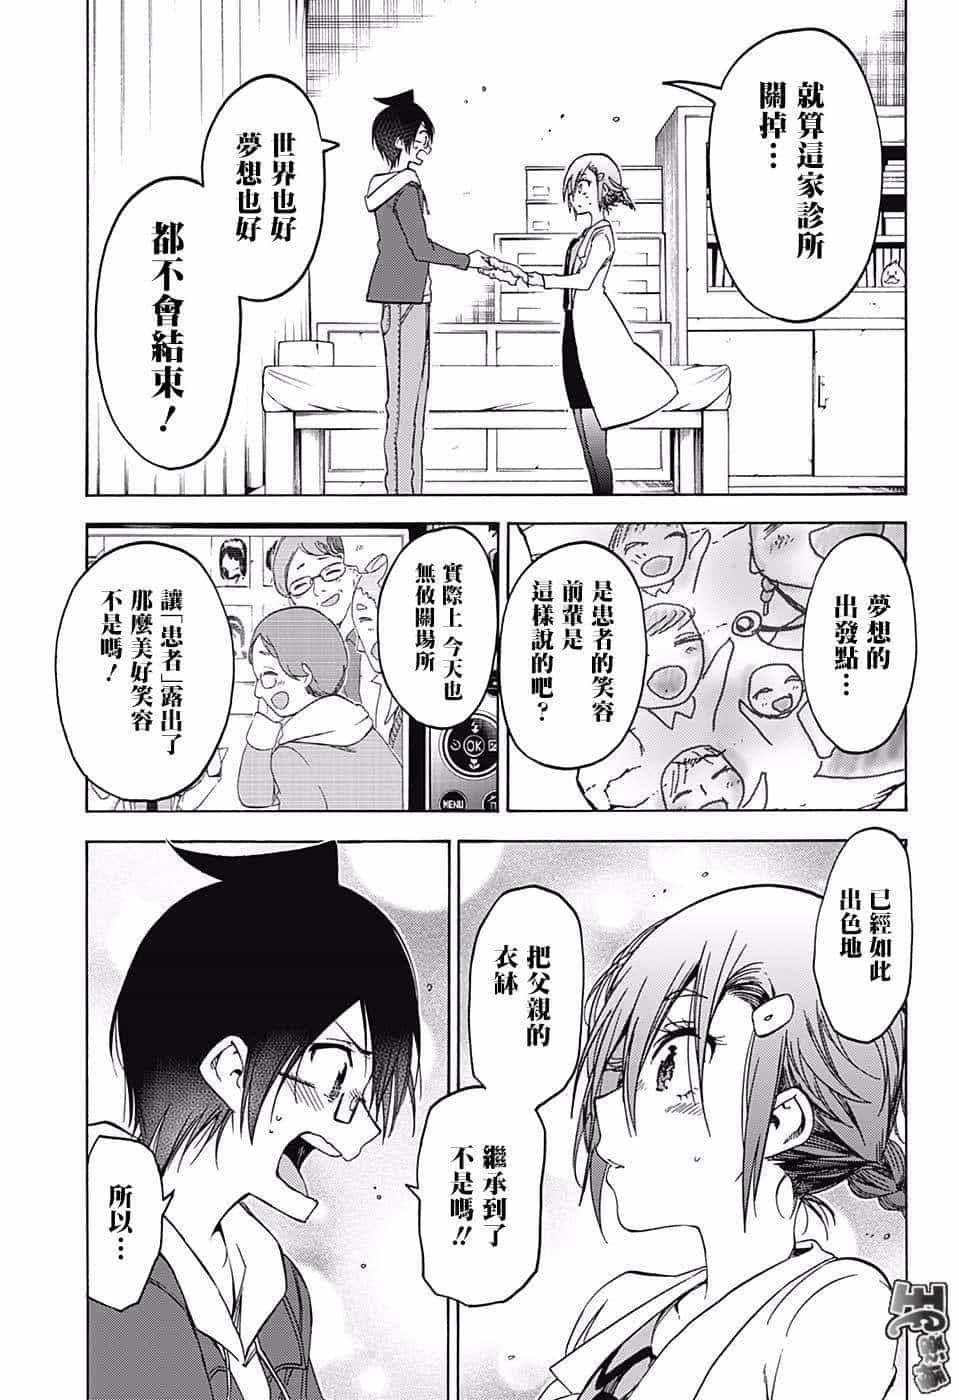 就算這家診所
關掉…
世界也好
夢想也好
都不會結束！
夢想的
出發點…
是患者的笑容
前輩是
這樣說的吧？
實際上 今天也
無攸關場所
OK
MENU
讓「患者」露出了
那麼美好笑容
不是嗎！
已經如此
出色地
把父親的
衣缽
繼承到了
不是嗎!!
所以…